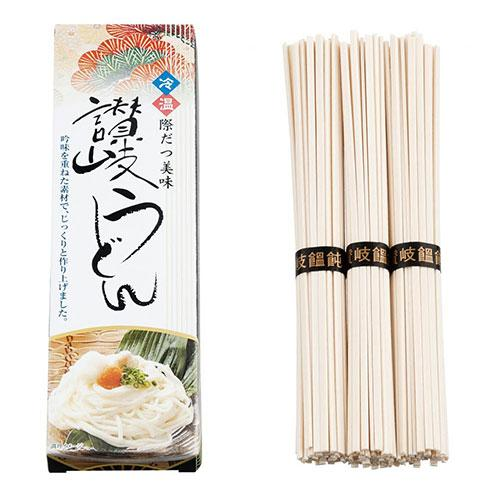 冷
温
際だつ美味
讃岐うどん
吟味を重ねた素材で、じっくりと作り上げました。
岐饂飩
岐饂飩
岐饂飩